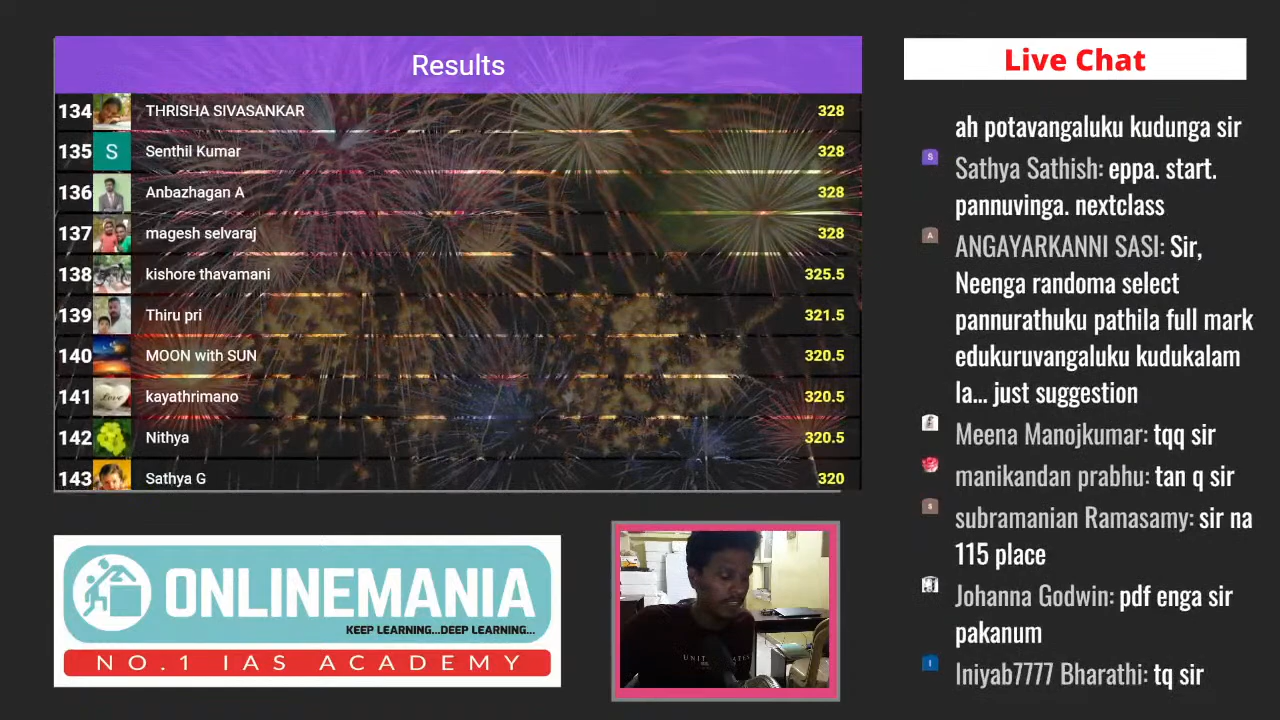 Results
134 THRISHA SIVASANKAR 328
135 S Senthil Kumar 328
136 Anbazhagan A 328
137 magesh selvaraj 328
138 kishore thavamani 325.5
139 Thiru pri 321.5
140 MOON with SUN 320.5
141 Love kayathrimano 320.5
142 Nithya 320.5
143 Sathya G 320
ONLINEMANIA
KEEP LEARNING...DEEP LEARNING...
NO.1 IAS ACADEMY
UNIT
Live Chat
ah potavangaluku kudunga sir
S Sathya Sathish: eppa. start.
pannuvinga. nextclass
A ANGAYARKANNI SASI: Sir,
Neenga randoma select
pannurathuku pathila full mark
edukuruvangaluku kudukalam
la... just suggestion
Meena Manojkumar: tqq sir
manikandan prabhu: tan q sir
s subramanian Ramasamy: sir na
115 place
Johanna Godwin: pdf enga sir
pakanum
I Iniyab7777 Bharathi: tq sir